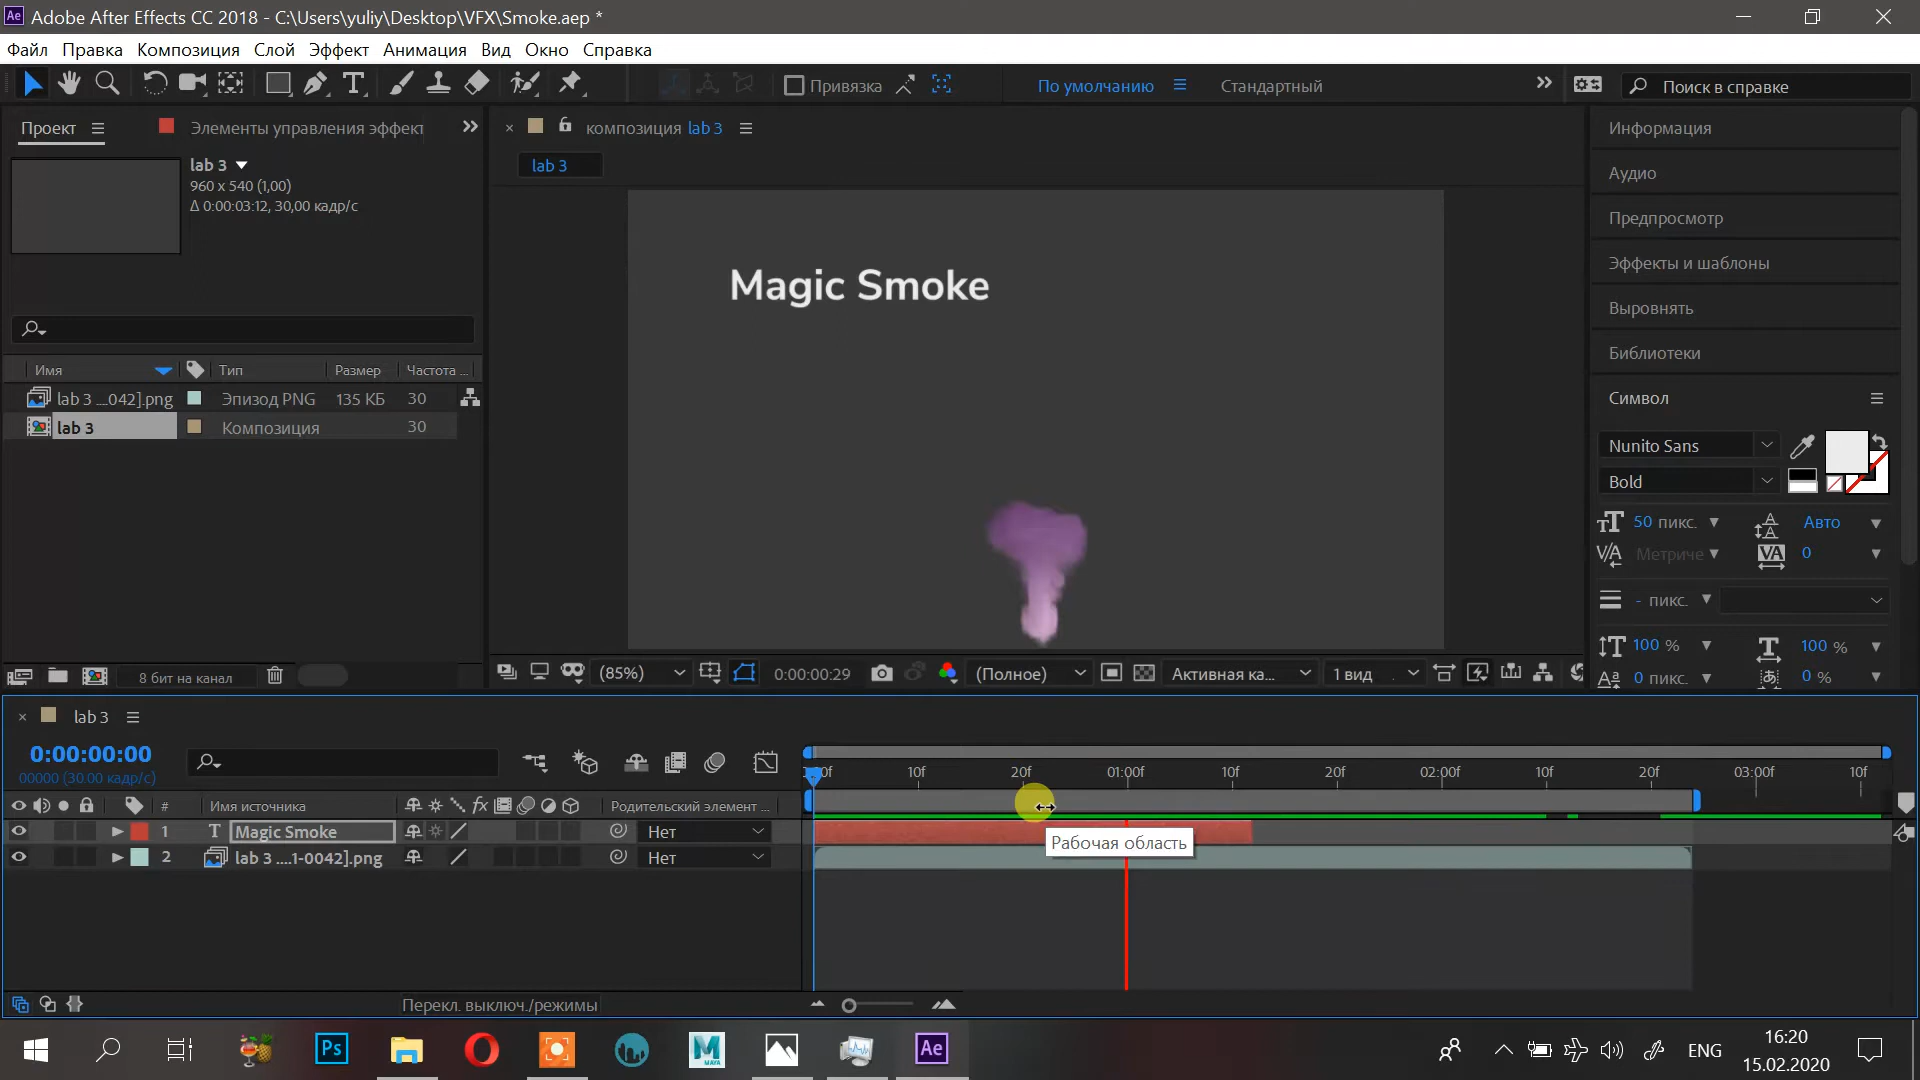 Adobe After Effects CC 2018 - C:\Users\yuliy\Desktop\VFX\Smoke.aep *
Файл Правка Композиция Слой Эффект Анимация Вид Окно Справка
Привязка По умолчанию Стандартный Поиск в справке
Проект Элементы управления эффект
композиция lab 3
lab 3
lab 3
960 x 540 (1,00)
Δ 0:00:03:12, 30,00 кадр/с
Magic Smoke
Имя Тип Размер Частота ...
lab 3 ...042].png Эпизод PNG 135 КБ 30
lab 3 Композиция 30
8 бит на канал
(85%) 0:00:00:29 (Полное) Активная ка... 1 вид
Информация
Аудио
Предпросмотр
Эффекты и шаблоны
Выровнять
Библиотеки
Символ
Nunito Sans
Bold
50 пикс. Авто
Метриче 0
- пикс.
100 % 100 %
0 пикс. 0 %
lab 3
0:00:00:00
00000 (30.00 кадр/с)
10f 20f 01:00f 10f 20f 02:00f 10f 20f 03:00f 10f
# Имя источника fx Родительский элемент ...
1 T Magic Smoke Нет
2 lab 3 ....1-0042].png Нет
Рабочая область
Перекл. выключ./режимы
Ps
MAYA
Ae
ENG
16:20
15.02.2020